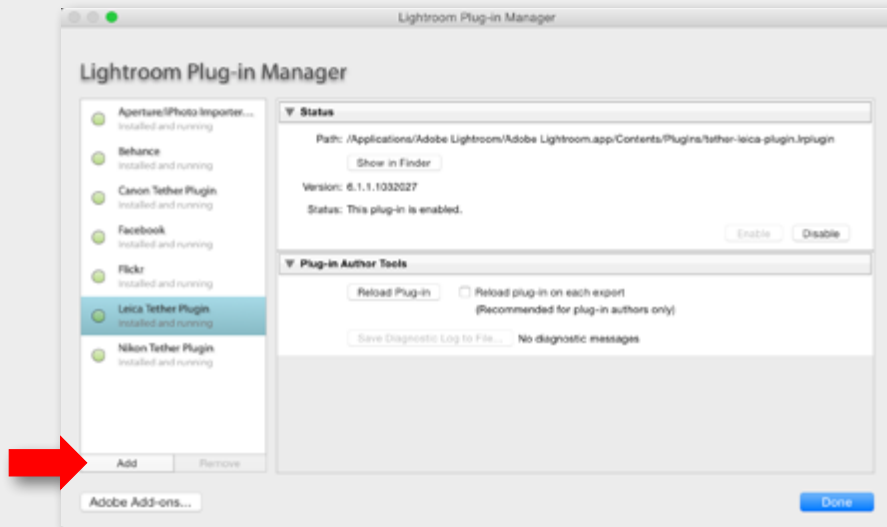 Lightroom Plug-in Manager
Lightroom Plug-in Manager
Aperture/iPhoto Importer...
Installed and running
Behance
Installed and running
Canon Tether Plugin
Installed and running
Facebook
Installed and running
Flickr
Installed and running
Leica Tether Plugin
Installed and running
Nikon Tether Plugin
Installed and running
Add Remove
Adobe Add-ons...
Status
Path: /Applications/Adobe Lightroom/Adobe Lightroom.app/Contents/PlugIns/tether-leica-plugin.lrplugin
Show in Finder
Version: 6.1.1.1032027
Status: This plug-in is enabled.
Enable Disable
Plug-in Author Tools
Reload Plug-in Reload plug-in on each export
(Recommended for plug-in authors only)
Save Diagnostic Log to File... No diagnostic messages
Done